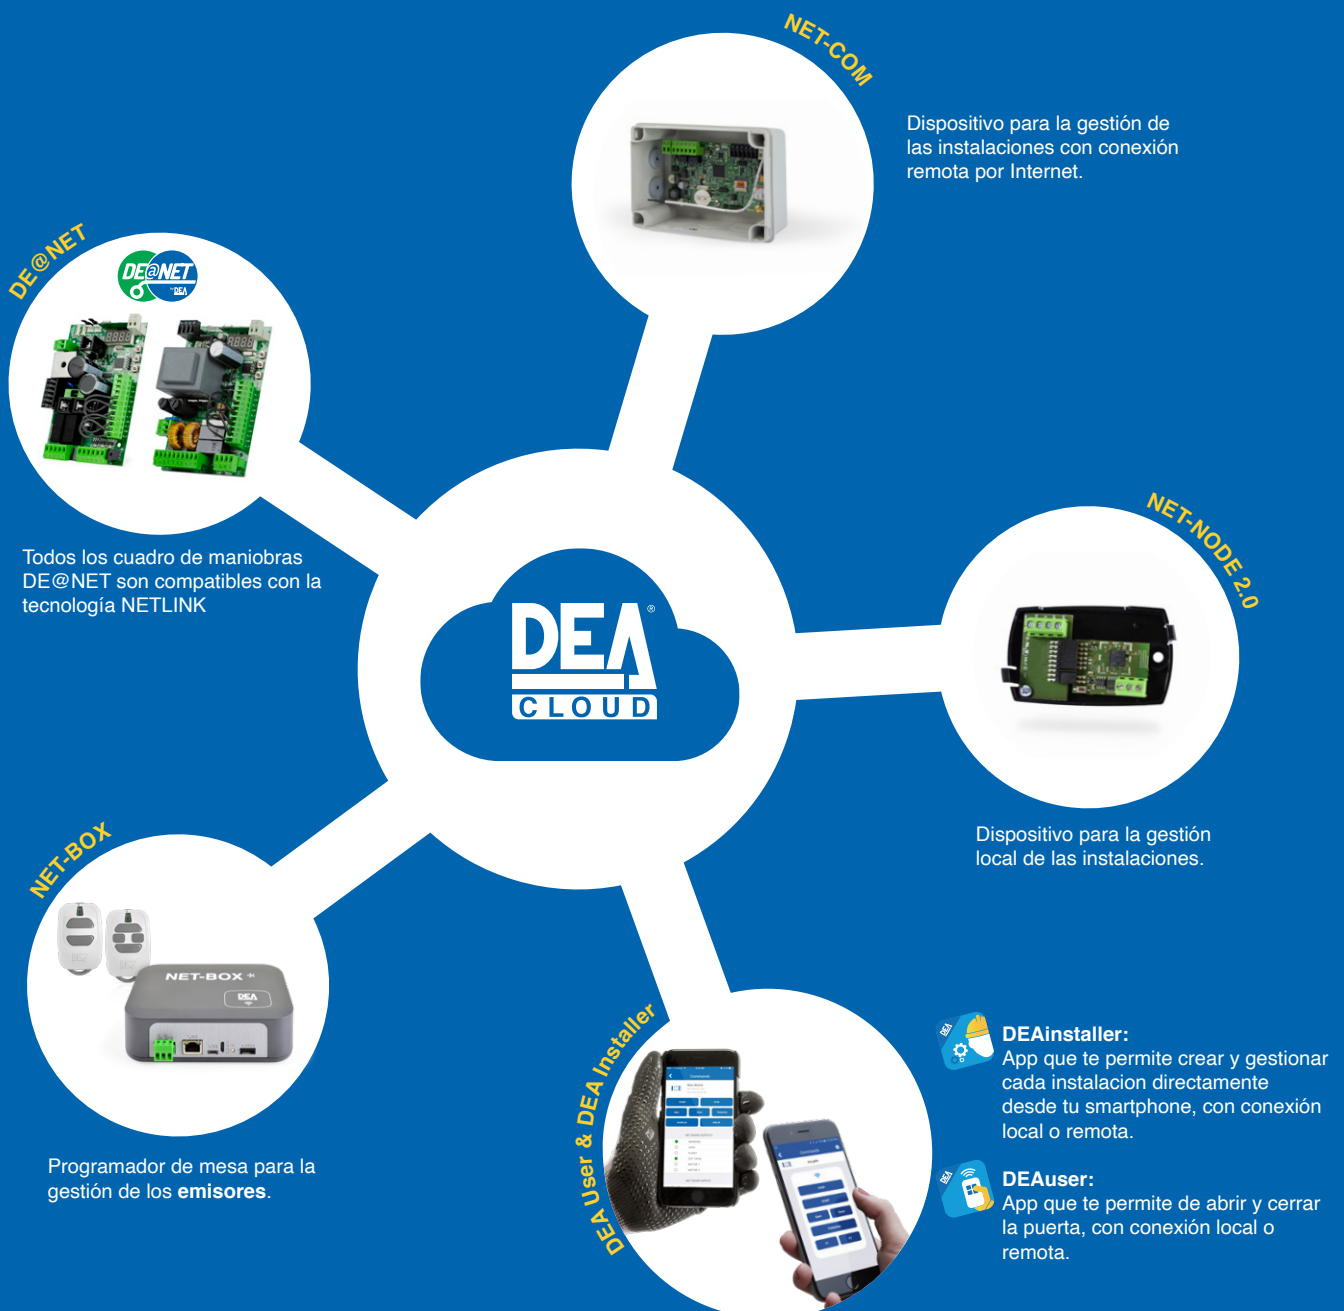 NET-COM
Dispositivo para la gestión de
las instalaciones con conexión
remota por Internet.
DE@NET
DE@NET
by DEA
Todos los cuadro de maniobras
DE@NET son compatibles con la
tecnología NETLINK
NET-NODE 2.0
DEA®
CLOUD
Dispositivo para la gestión
local de las instalaciones.
NET-BOX
NET-BOX
DEA
Programador de mesa para la
gestión de los emisores.
DEA User & DEA Installer
DEA
DEAinstaller:
App que te permite crear y gestionar
cada instalacion directamente
desde tu smartphone, con conexión
local o remota.
DEA
DEAuser:
App que te permite de abrir y cerrar
la puerta, con conexión local o
remota.